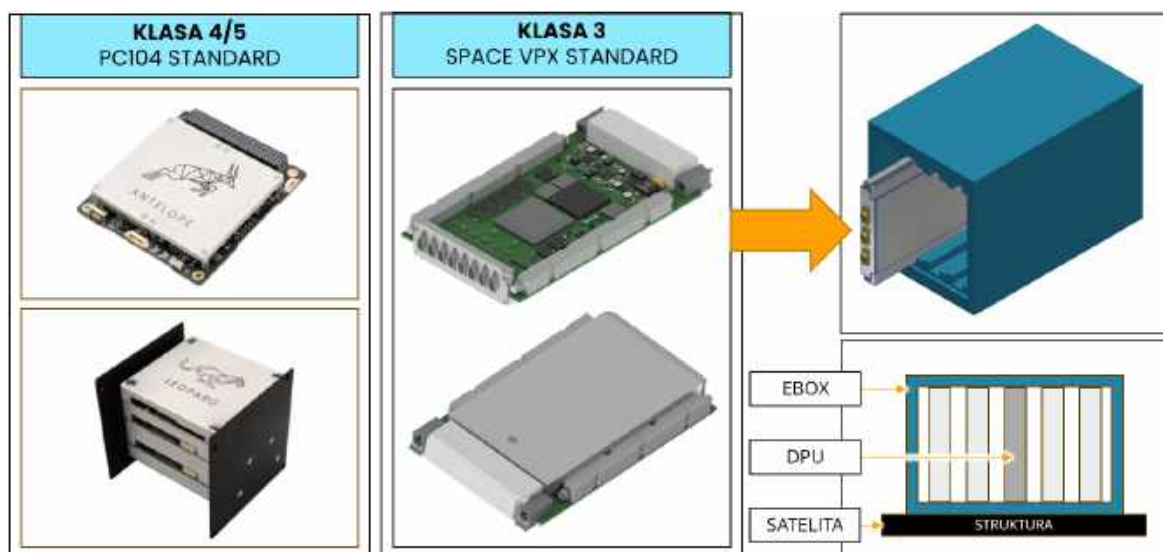 KLASA 4/5
PC104 STANDARD
ANTELOPE
LEOPARD
KLASA 3
SPACE VPX STANDARD
EBOX
DPU
SATELITA
STRUKTURA